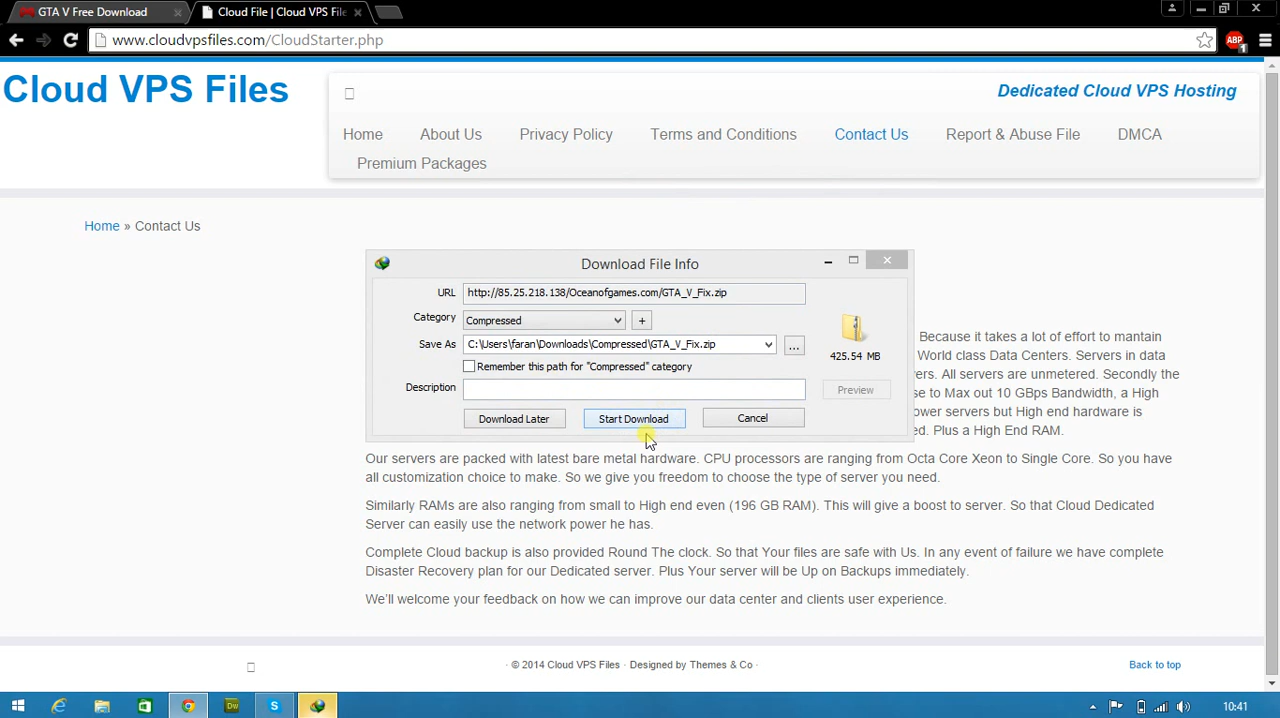 GTA V Free Download
Cloud File | Cloud VPS File
www.cloudvpsfiles.com/CloudStarter.php
ABP
1
Cloud VPS Files
Dedicated Cloud VPS Hosting
Home About Us Privacy Policy Terms and Conditions Contact Us Report & Abuse File DMCA
Premium Packages
Home » Contact Us
Download File Info
URL http://85.25.218.138/Oceanofgames.com/GTA_V_Fix.zip
Category Compressed +
Save As C:\Users\faran\Downloads\Compressed\GTA_V_Fix.zip ...
425.54 MB
Remember this path for "Compressed" category
Description
Preview
Download Later Start Download Cancel
Because it takes a lot of effort to mantain
World class Data Centers. Servers in data
ers. All servers are unmetered. Secondly the
se to Max out 10 GBps Bandwidth, a High
ower servers but High end hardware is
ed. Plus a High End RAM.
Our servers are packed with latest bare metal hardware. CPU processors are ranging from Octa Core Xeon to Single Core. So you have
all customization choice to make. So we give you freedom to choose the type of server you need.
Similarly RAMs are also ranging from small to High end even (196 GB RAM). This will give a boost to server. So that Cloud Dedicated
Server can easily use the network power he has.
Complete Cloud backup is also provided Round The clock. So that Your files are safe with Us. In any event of failure we have complete
Disaster Recovery plan for our Dedicated server. Plus Your server will be Up on Backups immediately.
We'll welcome your feedback on how we can improve our data center and clients user experience.
· © 2014 Cloud VPS Files · Designed by Themes & Co ·
Back to top
Dw
S
10:41